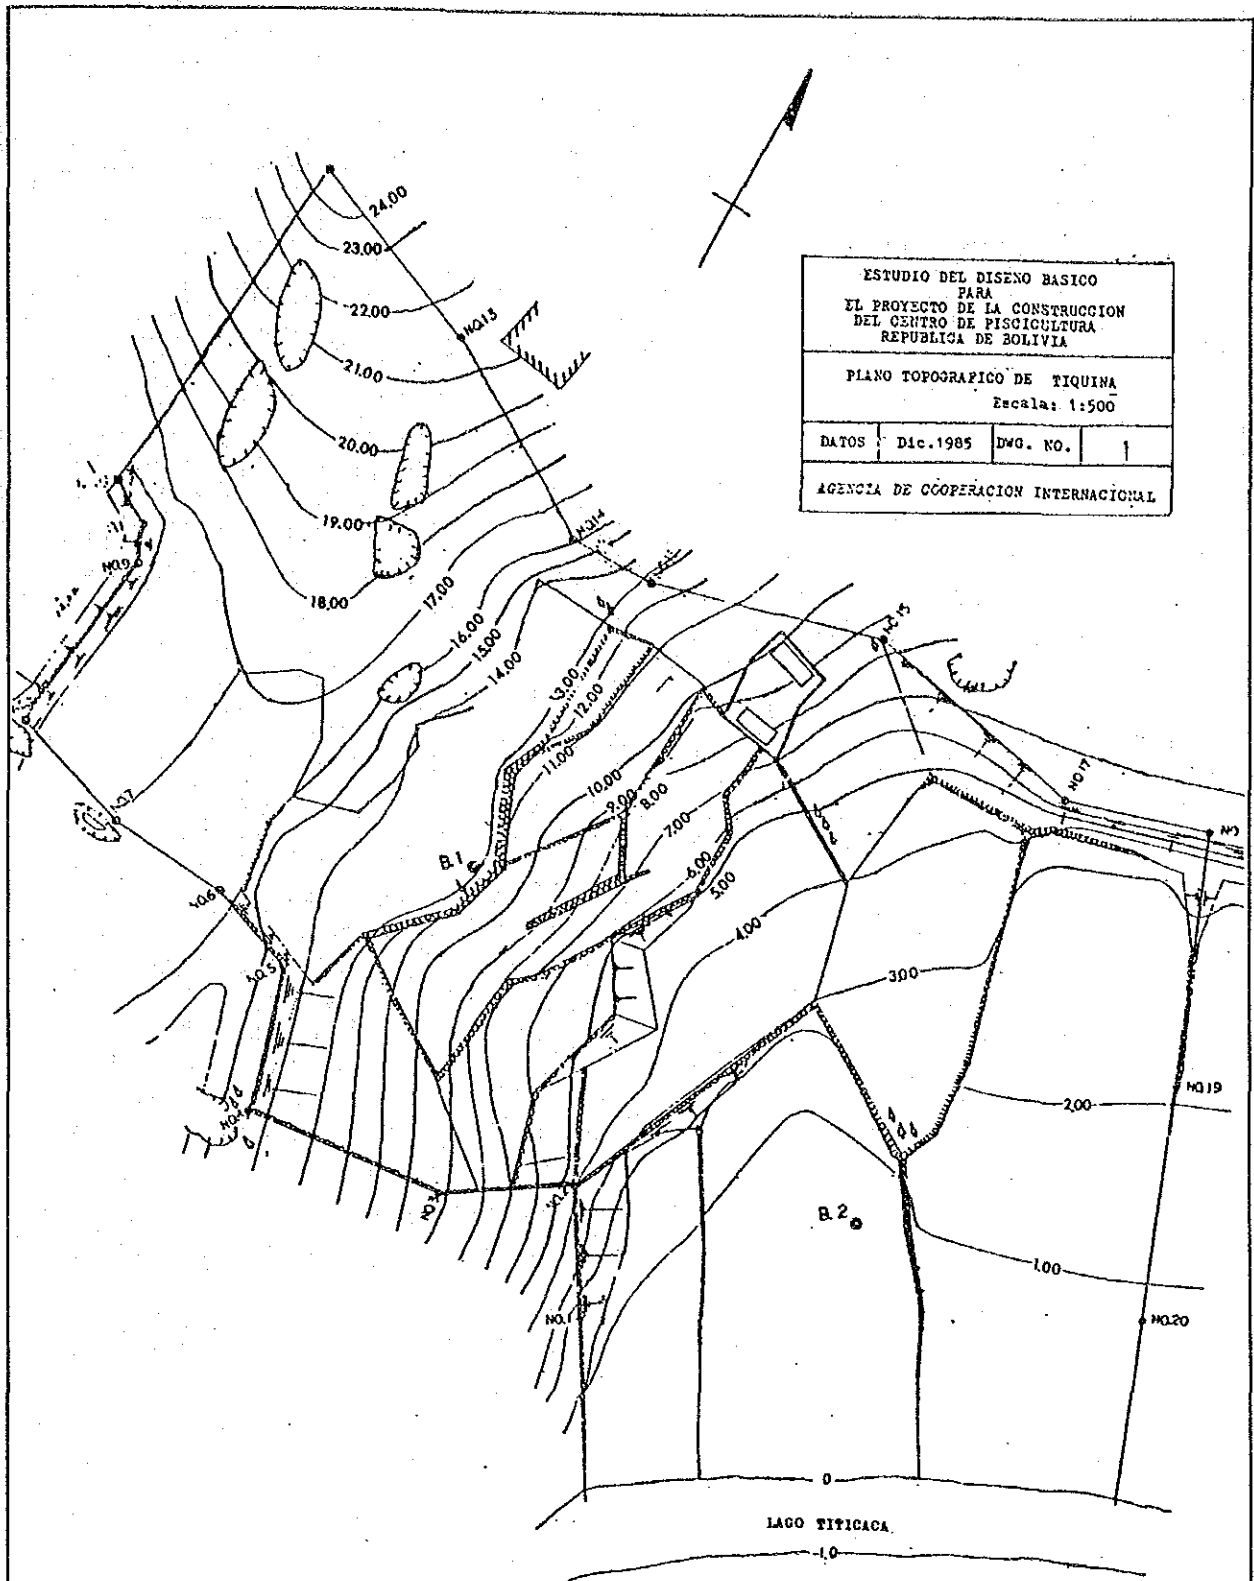 24.00
23.00
22.00
NO.13
21.00
20.00
19.00
NO.14
NO.9
18.00
17.00
16.00
15.00
14.00
NO.15
13.00
12.00
11.00
10.00
9.00
8.00
7.00
NO.17
NO.7
B.1
6.00
5.00
NO.6
4.00
NO.5
3.00
2.00
NO.19
NO.4
NO.3
NO.2
B.2
1.00
NO.1
NO.20
0
LAGO TITICACA
-1.0
ESTUDIO DEL DISENO BASICO
PARA
EL PROYECTO DE LA CONSTRUCCION
DEL CENTRO DE PISCICULTURA
REPUBLICA DE BOLIVIA
PLANO TOPOGRAFICO DE TIQUINA
Escala: 1:500
DATOS Dic.1985 DWG. NO. 1
AGENCIA DE COOPERACION INTERNACIONAL